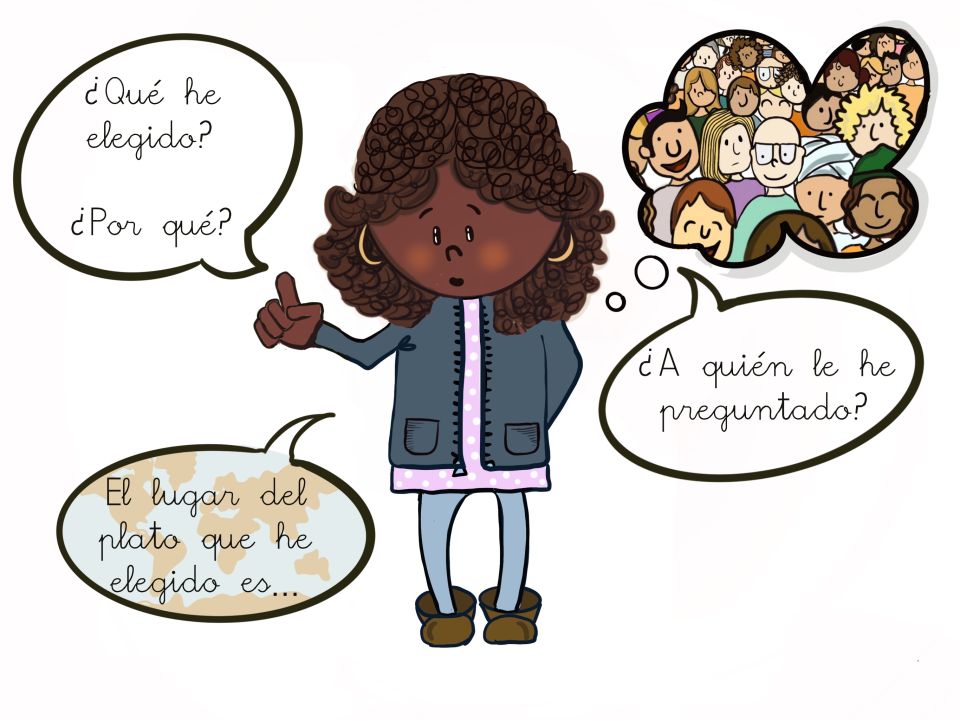 ¿Qué he
elegido?
¿Por qué?
¿A quién le he
preguntado?
El lugar del
plato que he
elegido es...